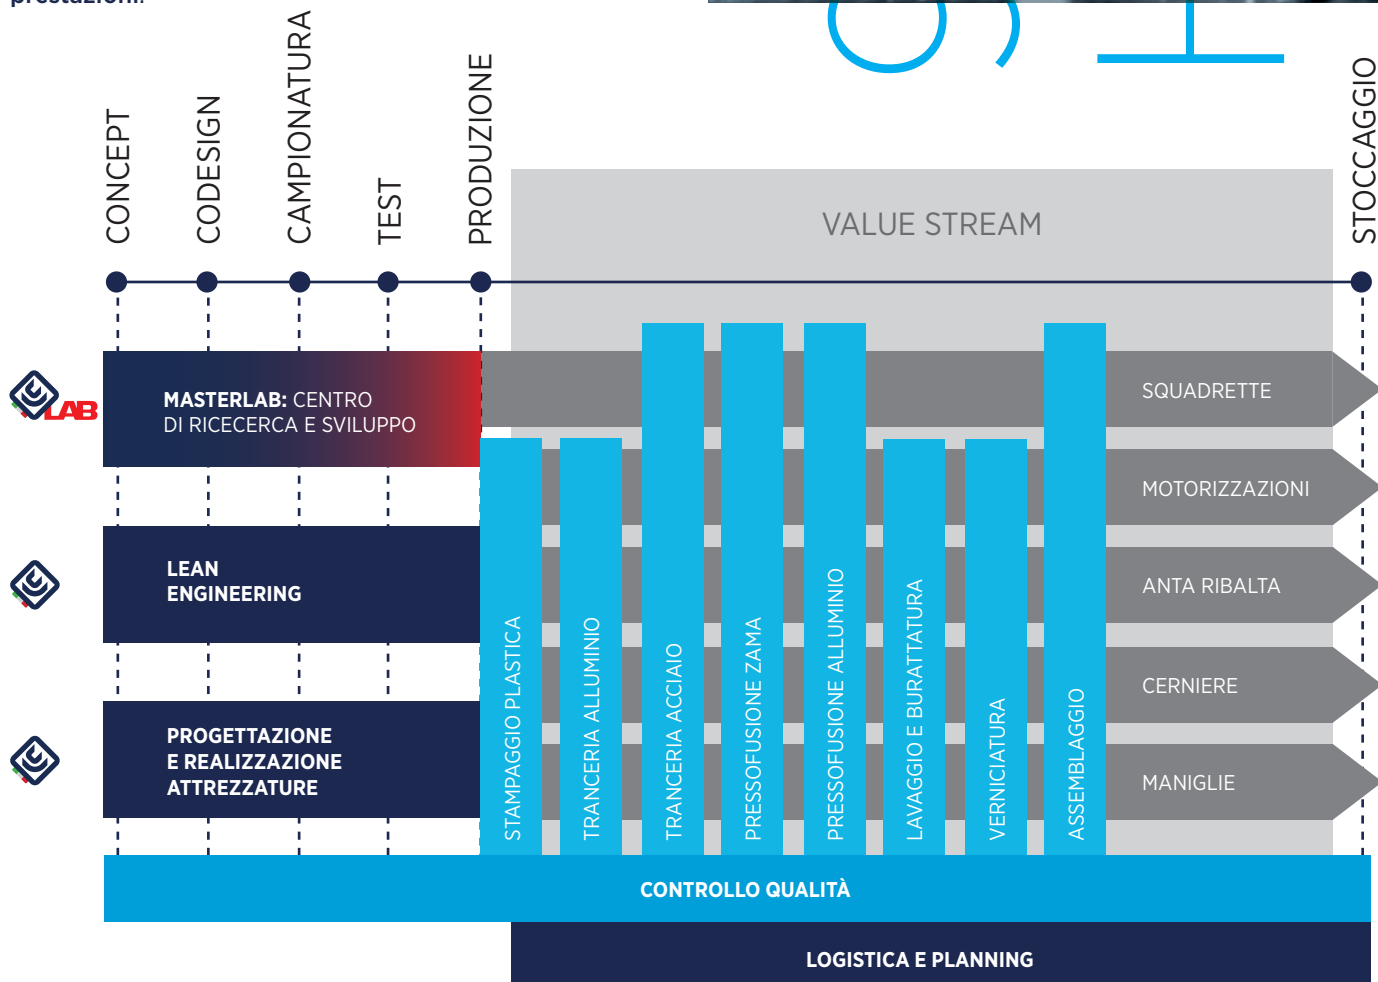 prestazioni.
CONCEPT
CODESIGN
CAMPIONATURA
TEST
PRODUZIONE
STOCCAGGIO
VALUE STREAM
LAB
MASTERLAB: CENTRO
DI RICECERCA E SVILUPPO
LEAN
ENGINEERING
PROGETTAZIONE
E REALIZZAZIONE
ATTREZZATURE
STAMPAGGIO PLASTICA
TRANCERIA ALLUMINIO
TRANCERIA ACCIAIO
PRESSOFUSIONE ZAMA
PRESSOFUSIONE ALLUMINIO
LAVAGGIO E BURATTATURA
VERNICIATURA
ASSEMBLAGGIO
SQUADRETTE
MOTORIZZAZIONI
ANTA RIBALTA
CERNIERE
MANIGLIE
CONTROLLO QUALITÀ
LOGISTICA E PLANNING